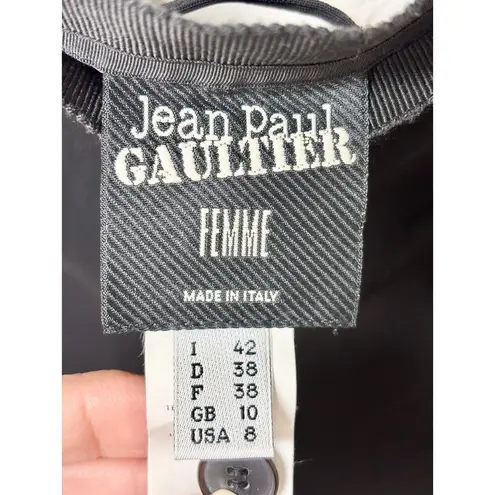 Jean Paul
GAULTIER
FEMME
MADE IN ITALY
I 42
D 38
F 38
GB 10
USA 8